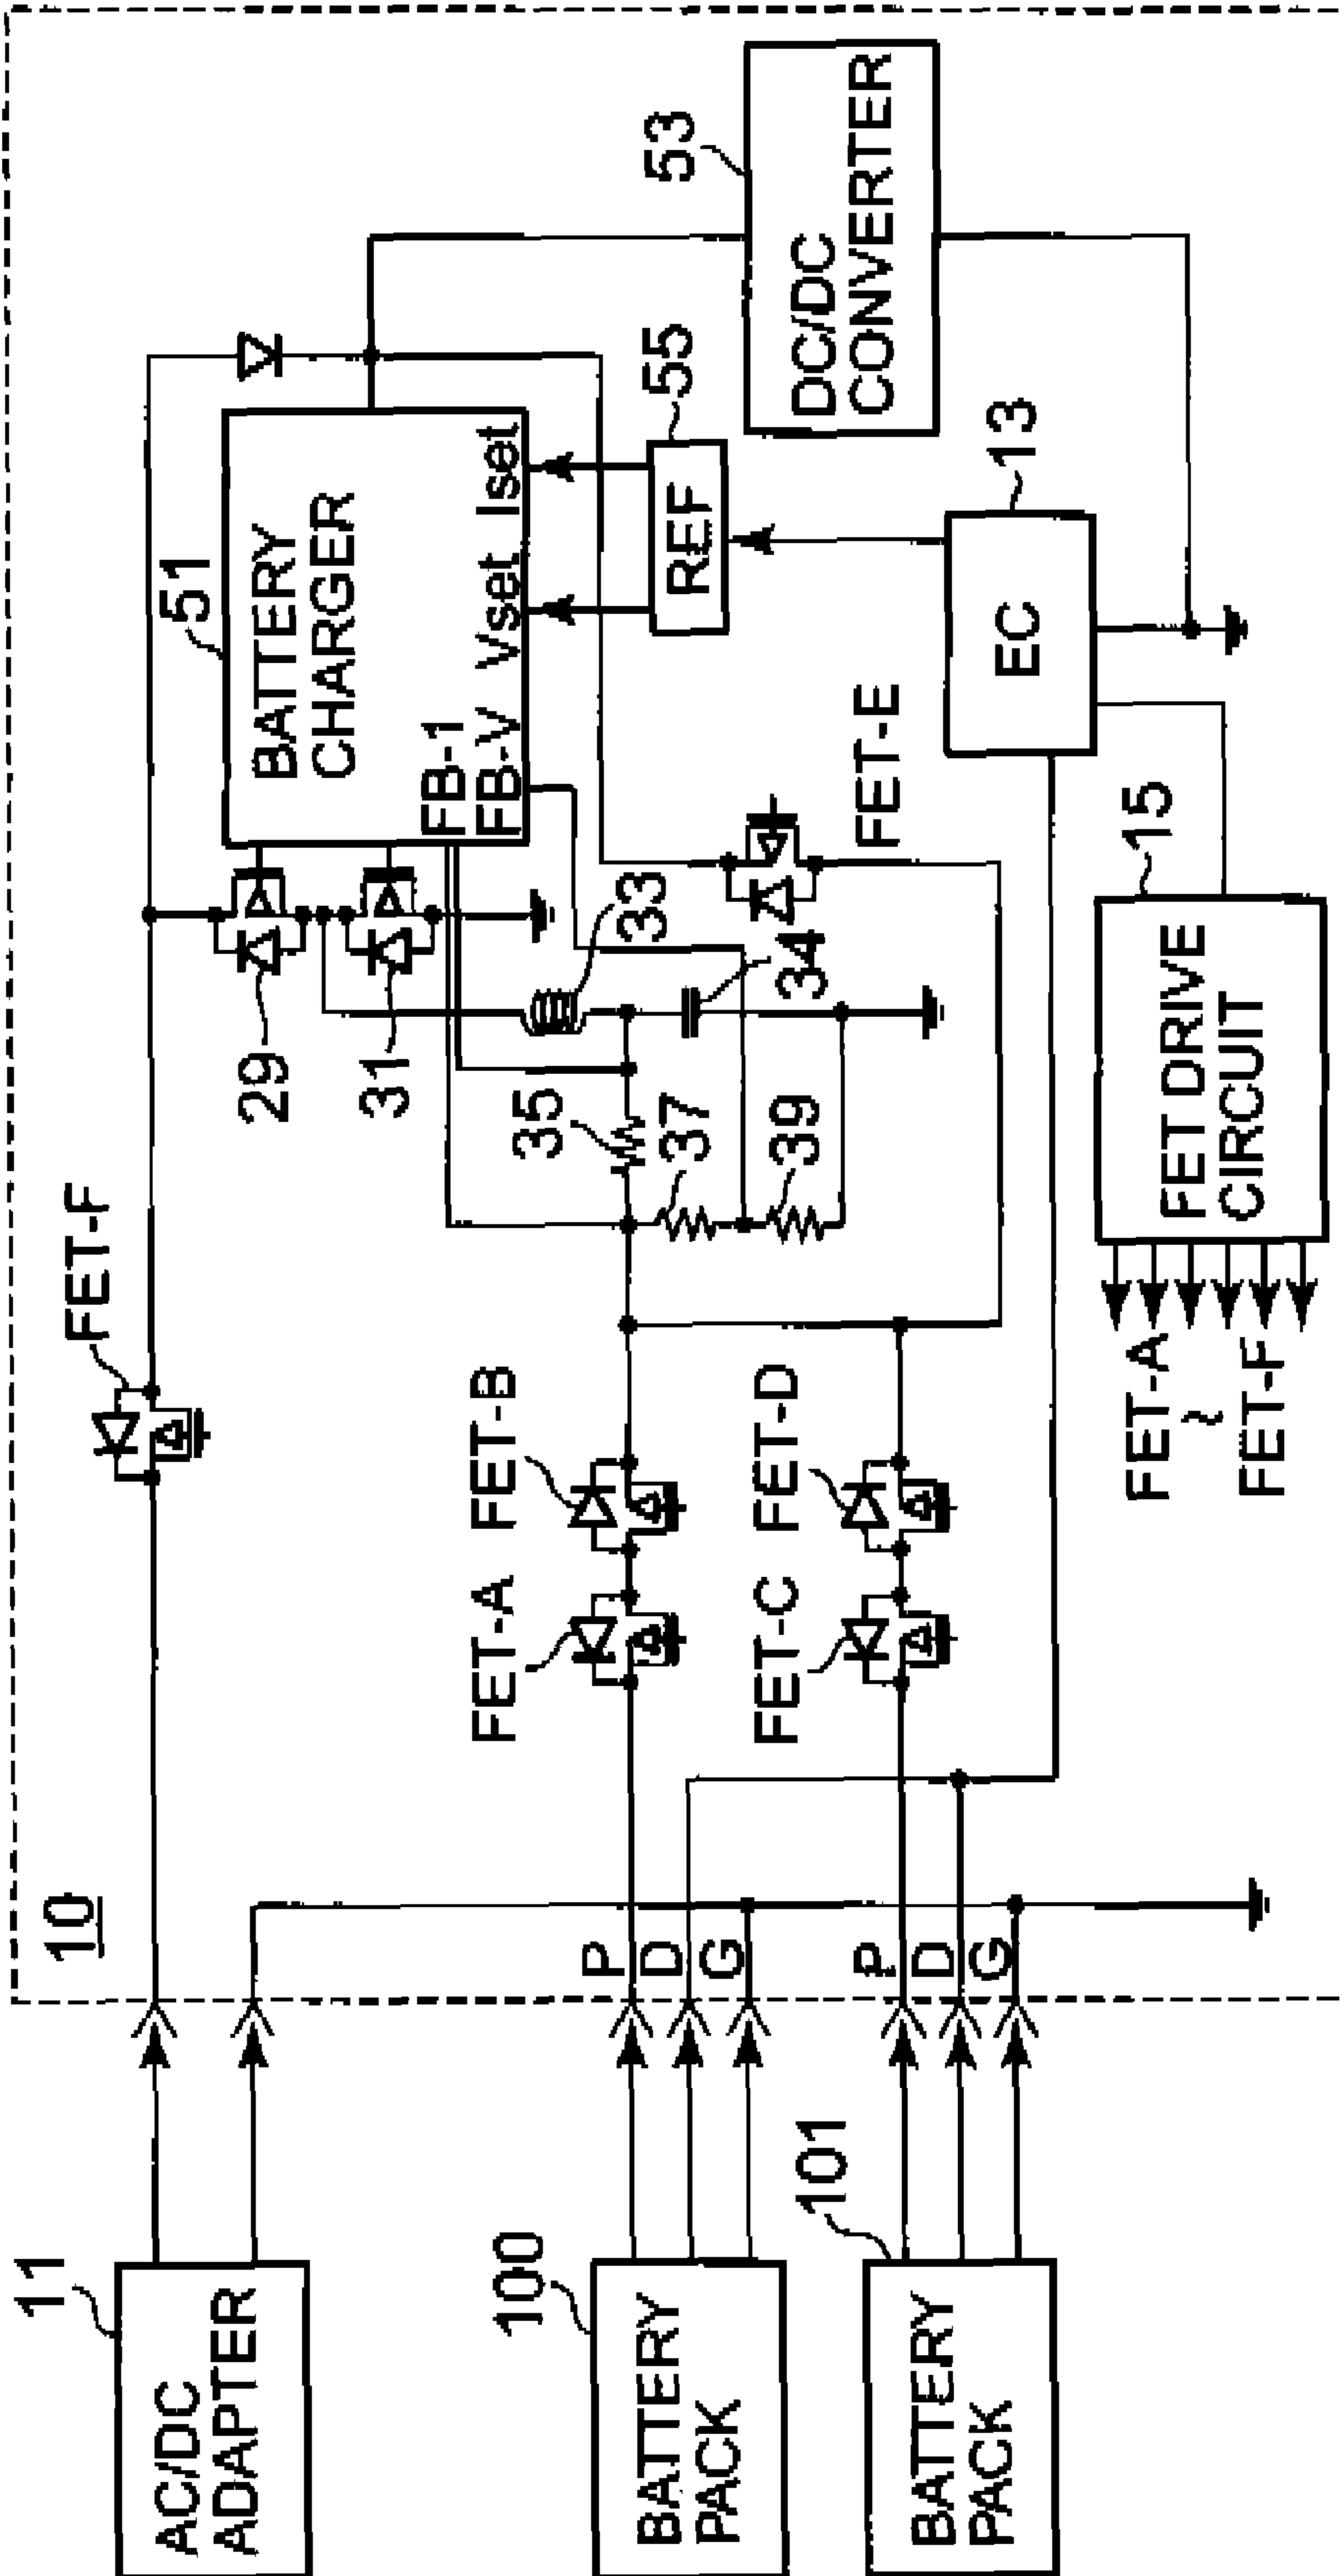 10
11
AC/DC
ADAPTER
FET-F
51
BATTERY
CHARGER
FB-1
FB-V
Vset
Iset
29
31
33
34
35
37
39
55
REF
53
DC/DC
CONVERTER
100
BATTERY
PACK
P
D
G
FET-A
FET-B
FET-E
101
BATTERY
PACK
P
D
G
FET-C
FET-D
13
EC
15
FET DRIVE
CIRCUIT
FET-A
~
FET-F